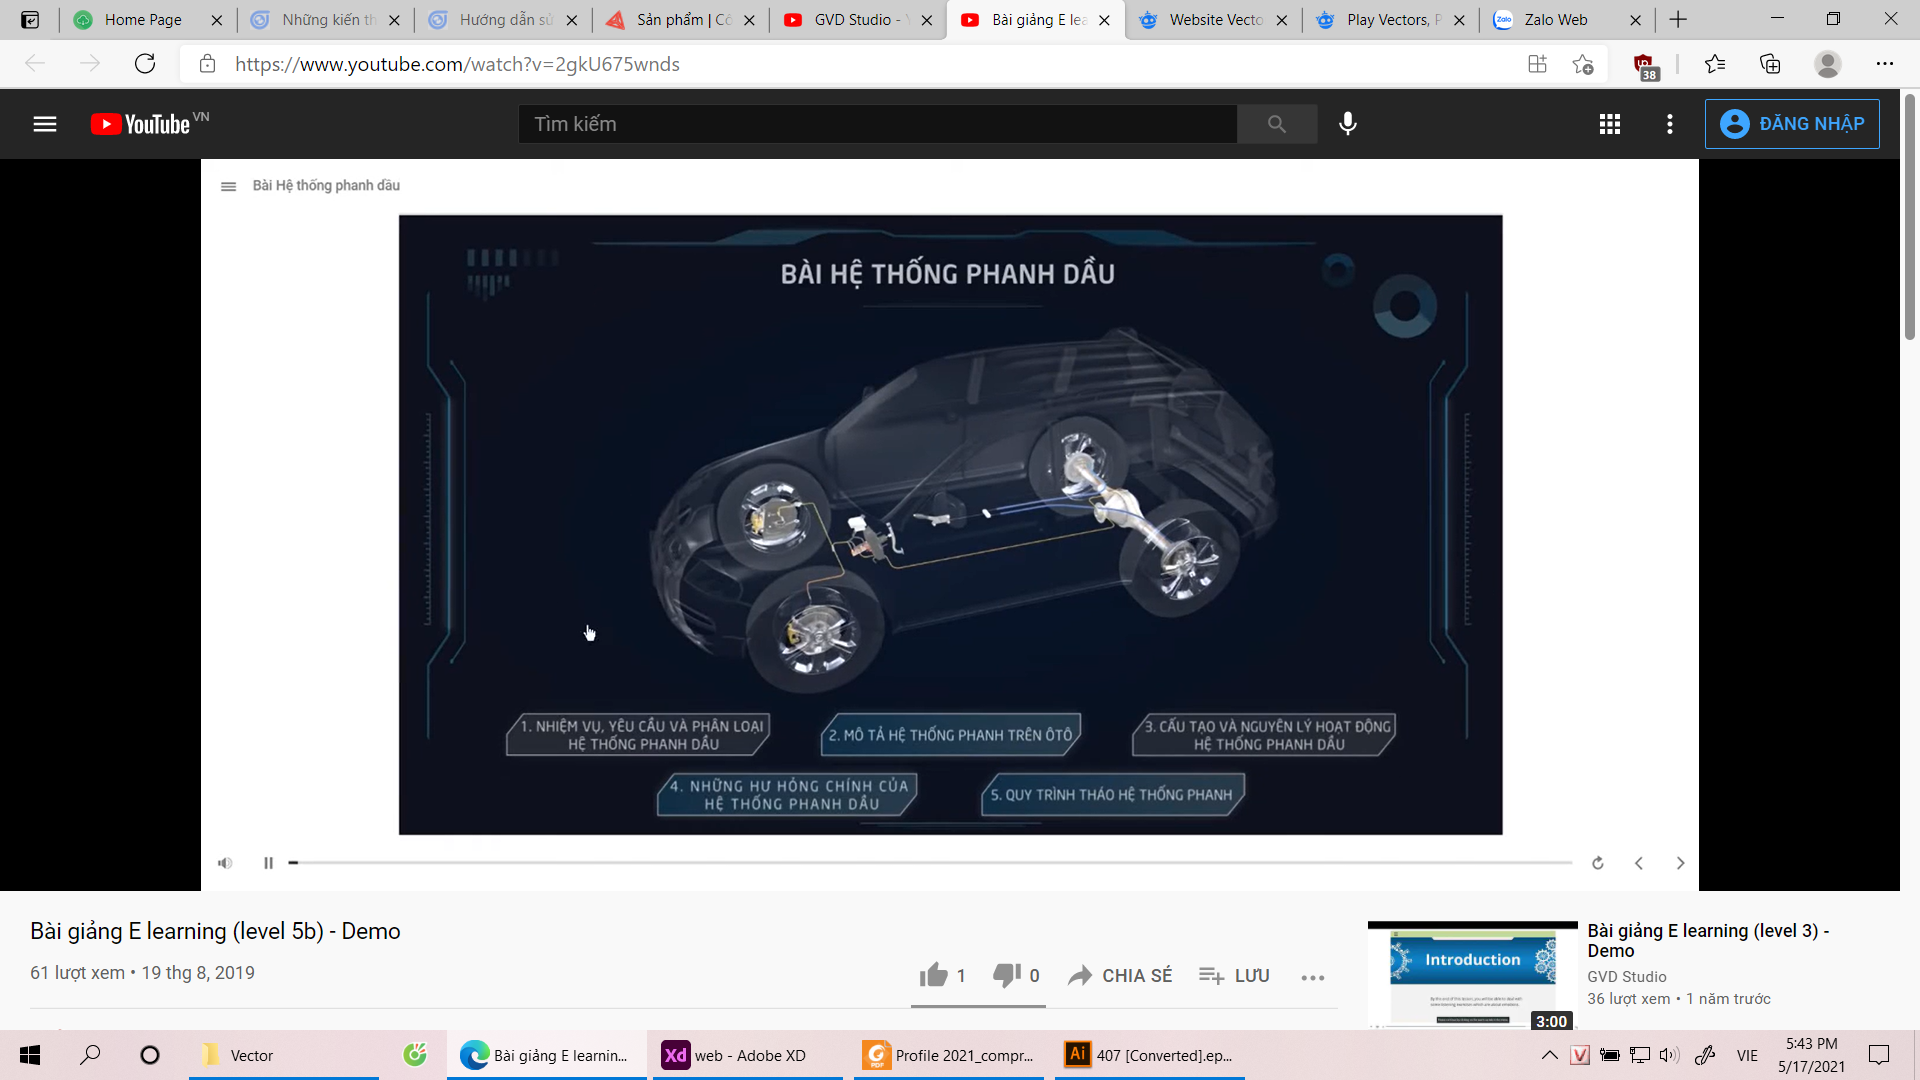 Home Page
Những kiến th
Hướng dẫn sử
Sản phẩm | Cô
GVD Studio - Y
Bài giảng E lea
Website Vecto
Play Vectors, P
Zalo Web
https://www.youtube.com/watch?v=2gkU675wnds
38
YouTube VN
Tìm kiếm
ĐĂNG NHẬP
Bài Hệ thống phanh dầu
BÀI HỆ THỐNG PHANH DẦU
1. NHIỆM VỤ, YÊU CẦU VÀ PHÂN LOẠI
HỆ THỐNG PHANH DẦU
2. MÔ TẢ HỆ THỐNG PHANH TRÊN ÔTÔ
3. CẤU TẠO VÀ NGUYÊN LÝ HOẠT ĐỘNG
HỆ THỐNG PHANH DẦU
4. NHỮNG HƯ HỎNG CHÍNH CỦA
HỆ THỐNG PHANH DẦU
5. QUY TRÌNH THÁO HỆ THỐNG PHANH
Bài giảng E learning (level 5b) - Demo
61 lượt xem • 19 thg 8, 2019
1
0
CHIA SẺ
LƯU
Introduction
3:00
Bài giảng E learning (level 3) -
Demo
GVD Studio
36 lượt xem • 1 năm trước
Vector
Bài giảng E learnin...
Xd
web - Adobe XD
PDF
Profile 2021_compr...
Ai
407 [Converted].ep...
VIE
5:43 PM
5/17/2021